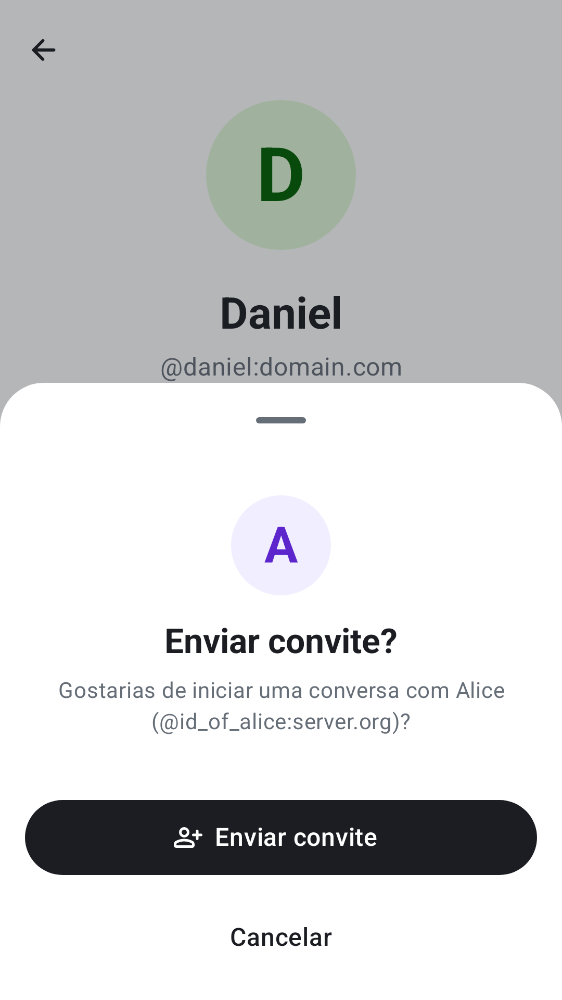 D
Daniel
@daniel:domain.com
A
Enviar convite?
Gostarias de iniciar uma conversa com Alice
(@id_of_alice:server.org)?
Enviar convite
Cancelar